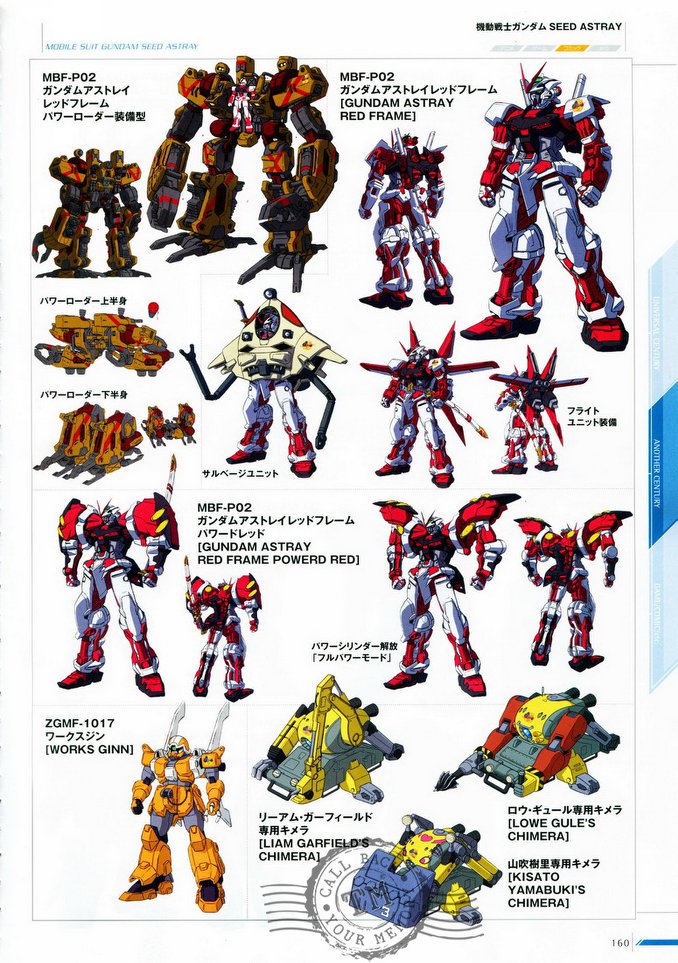 機動戦士ガンダム SEED ASTRAY
MOBILE SUIT GUNDAM SEED ASTRAY
MBF-P02
ガンダムアストレイ
レッドフレーム
パワーローダー装備型
MBF-P02
ガンダムアストレイレッドフレーム
[GUNDAM ASTRAY
RED FRAME]
パワーローダー上半身
パワーローダー下半身
サルベージユニット
フライト
ユニット装備
MBF-P02
ガンダムアストレイレッドフレーム
パワードレッド
[GUNDAM ASTRAY
RED FRAME POWERD RED]
パワーシリンダー解放
「フルパワーモード」
ZGMF-1017
ワークスジン
[WORKS GINN]
リーアム・ガーフィールド
専用キメラ
[LIAM GARFIELD'S
CHIMERA]
ロウ・ギュール専用キメラ
[LOWE GULE'S
CHIMERA]
山吹樹里専用キメラ
[KISATO
YAMABUKI'S
CHIMERA]
3
UNIVERSAL CENTURY
ANOTHER CENTURY
CALL BACK
TM
YOUR MEM
160